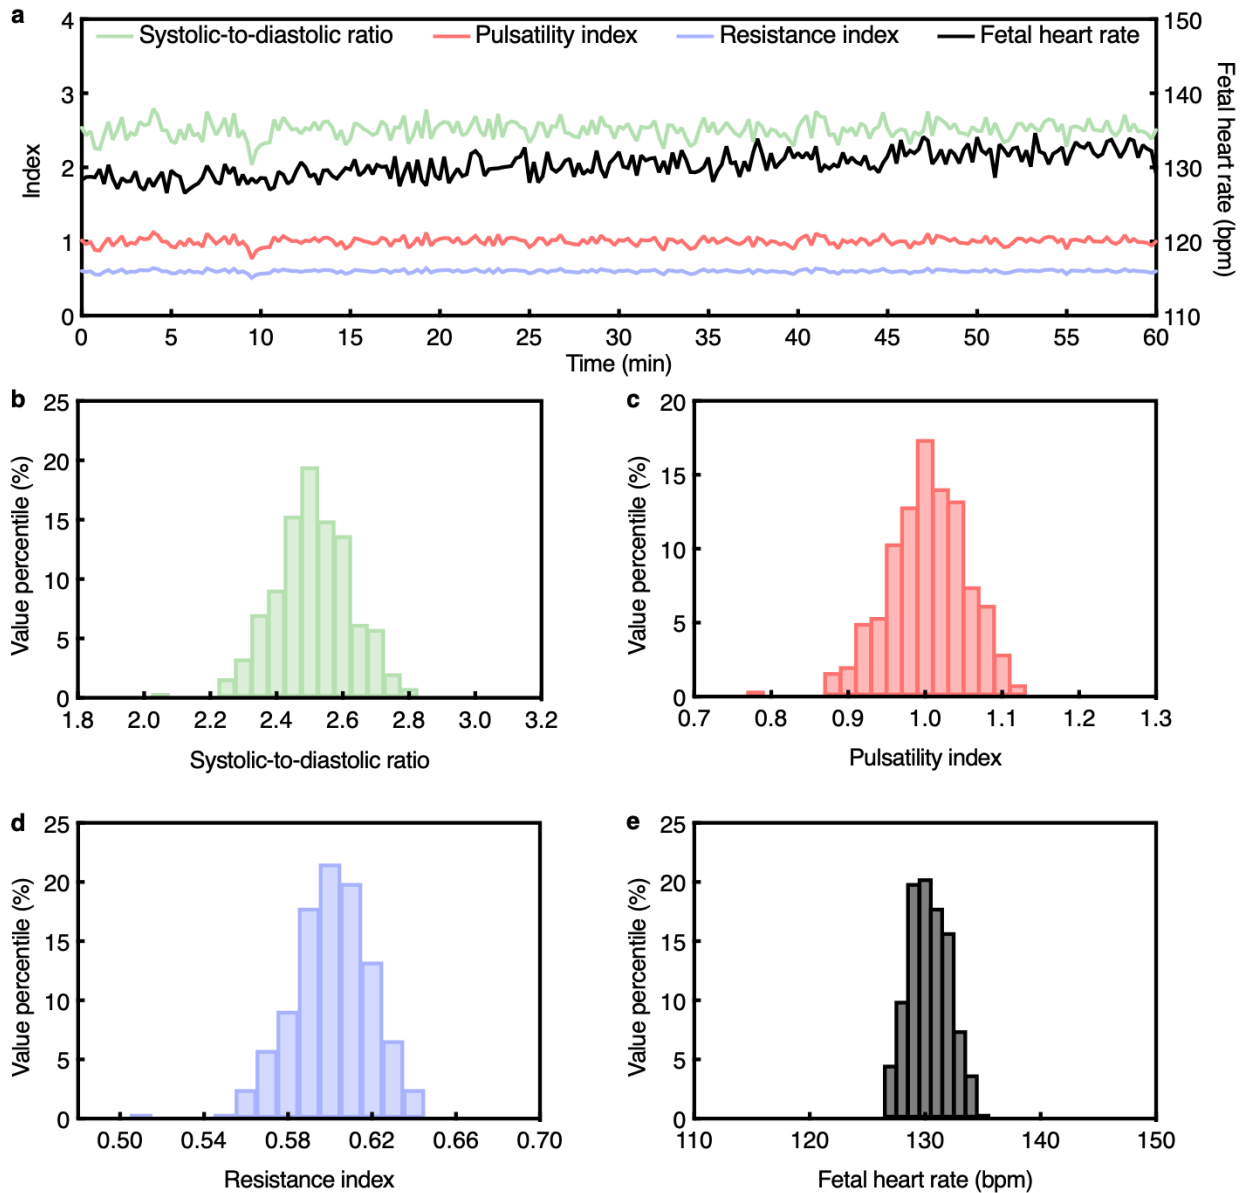 a
4 150
Systolic-to-diastolic ratio Pulsatility index Resistance index Fetal heart rate
3 140
2 130
1 120
0 110
Index
Fetal heart rate (bpm)
0 5 10 15 20 25 30 35 40 45 50 55 60
Time (min)
b
25
20
15
10
5
0
Value percentile (%)
1.8 2.0 2.2 2.4 2.6 2.8 3.0 3.2
Systolic-to-diastolic ratio
c
20
15
10
5
0
Value percentile (%)
0.7 0.8 0.9 1.0 1.1 1.2 1.3
Pulsatility index
d
25
20
15
10
5
0
Value percentile (%)
0.50 0.54 0.58 0.62 0.66 0.70
Resistance index
e
25
20
15
10
5
0
Value percentile (%)
110 120 130 140 150
Fetal heart rate (bpm)